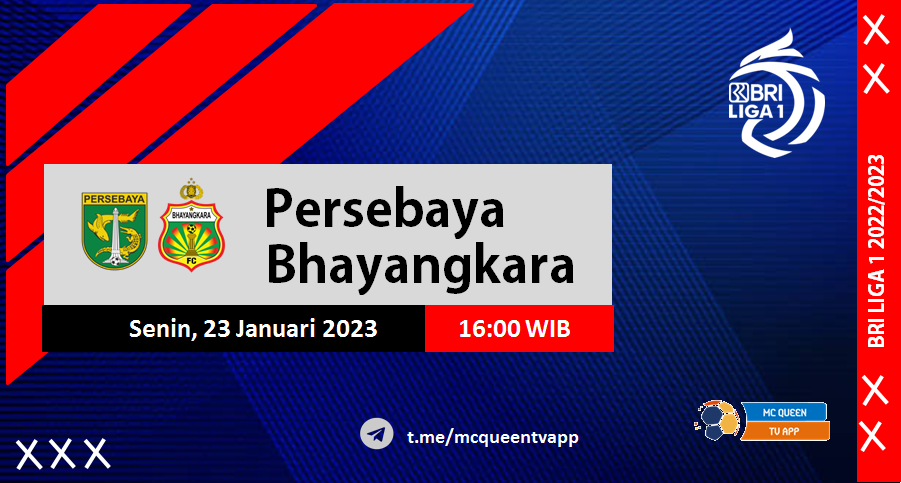 BRI
LIGA 1
PERSEBAYA
BHAYANGKARA
FC
Persebaya
Bhayangkara
Senin, 23 Januari 2023
16:00 WIB
BRI LIGA 1 2022/2023
t.me/mcqueentvapp
MC QUEEN
TV APP
XXX